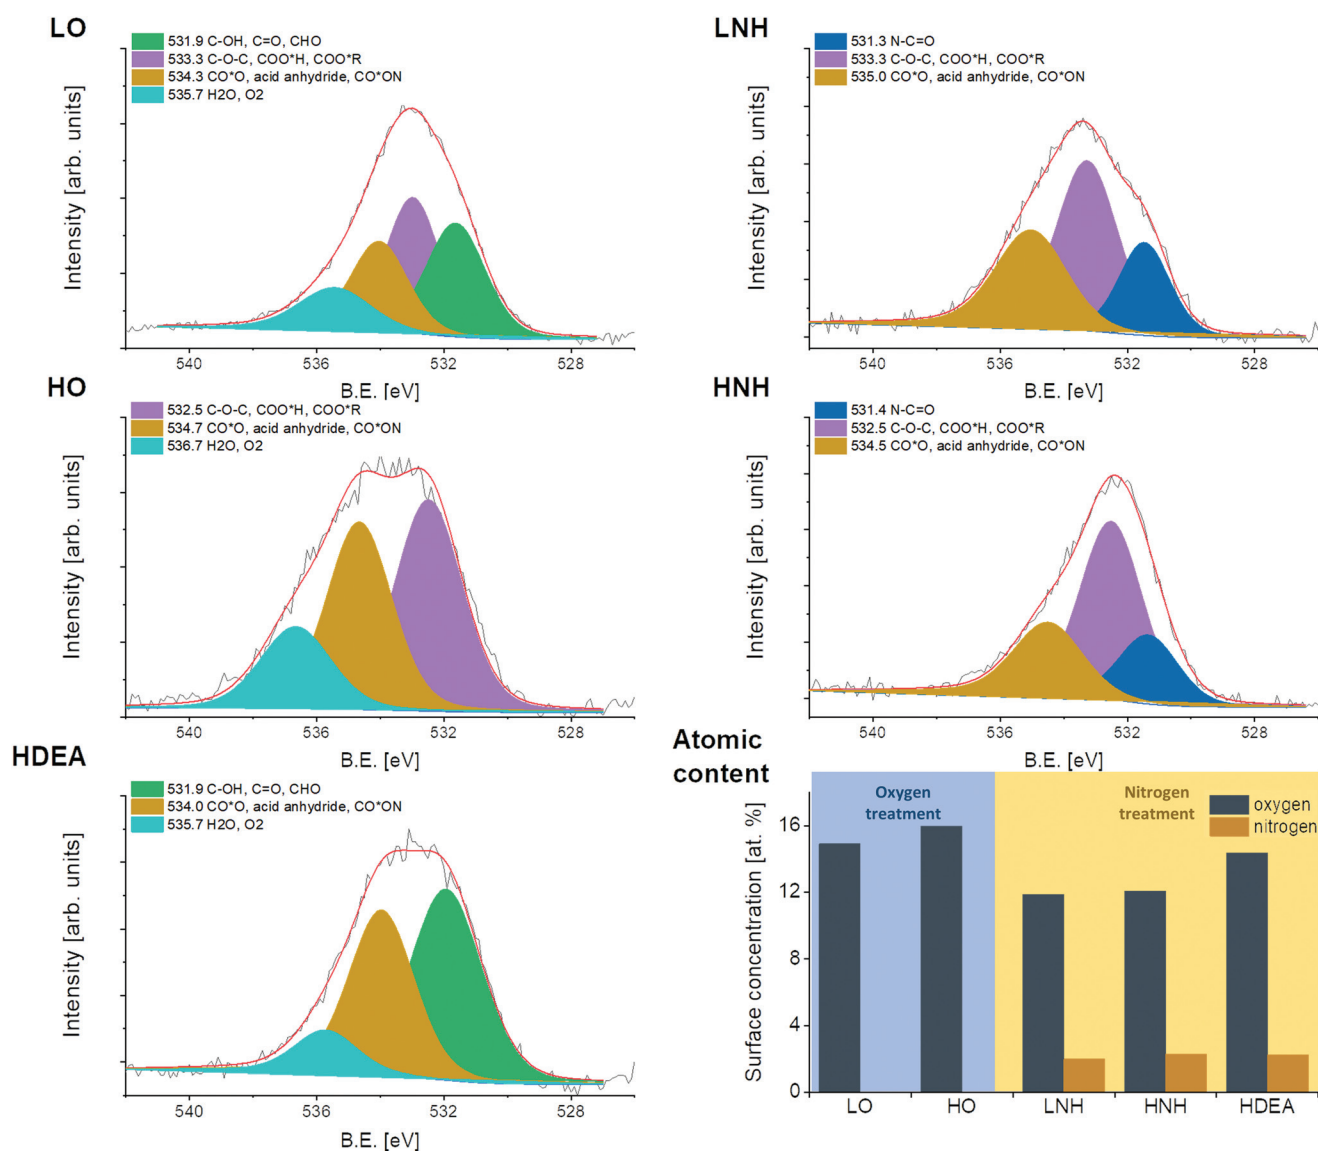 LO
531.9 C-OH, C=O, CHO
533.3 C-O-C, COO*H, COO*R
534.3 CO*O, acid anhydride, CO*ON
535.7 H2O, O2
Intensity [arb. units]
540 536 532 528
B.E. [eV]
LNH
531.3 N-C=O
533.3 C-O-C, COO*H, COO*R
535.0 CO*O, acid anhydride, CO*ON
Intensity [arb. units]
540 536 532 528
B.E. [eV]
HO
532.5 C-O-C, COO*H, COO*R
534.7 CO*O, acid anhydride, CO*ON
536.7 H2O, O2
Intensity [arb. units]
540 536 532 528
B.E. [eV]
HNH
531.4 N-C=O
532.5 C-O-C, COO*H, COO*R
534.5 CO*O, acid anhydride, CO*ON
Intensity [arb. units]
540 536 532 528
B.E. [eV]
HDEA
531.9 C-OH, C=O, CHO
534.0 CO*O, acid anhydride, CO*ON
535.7 H2O, O2
Intensity [arb. units]
540 536 532 528
B.E. [eV]
Atomic
content
Oxygen
treatment
Nitrogen
treatment
oxygen
nitrogen
Surface concentration [at. %]
16
12
8
4
0
LO HO LNH HNH HDEA